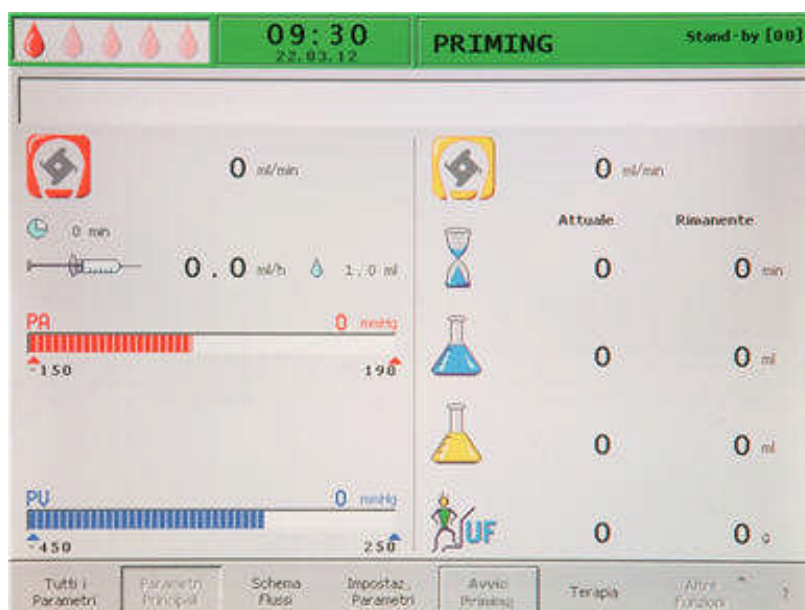 09:30
22.03.12
PRIMING
Stand-by [00]
0 ml/min
0 min
0.0 ml/h 1.0 ml
PA 0 mmHg
-150 190
PV 0 mmHg
-450 250
0 ml/min
Attuale Rimanente
0 0 min
0 0 ml
0 0 ml
UF 0 0 g
Tutti i Parametri
Parametri Principali
Schema Flussi
Impostaz. Parametri
Avvio Priming
Terapia
Altre Funzioni
?